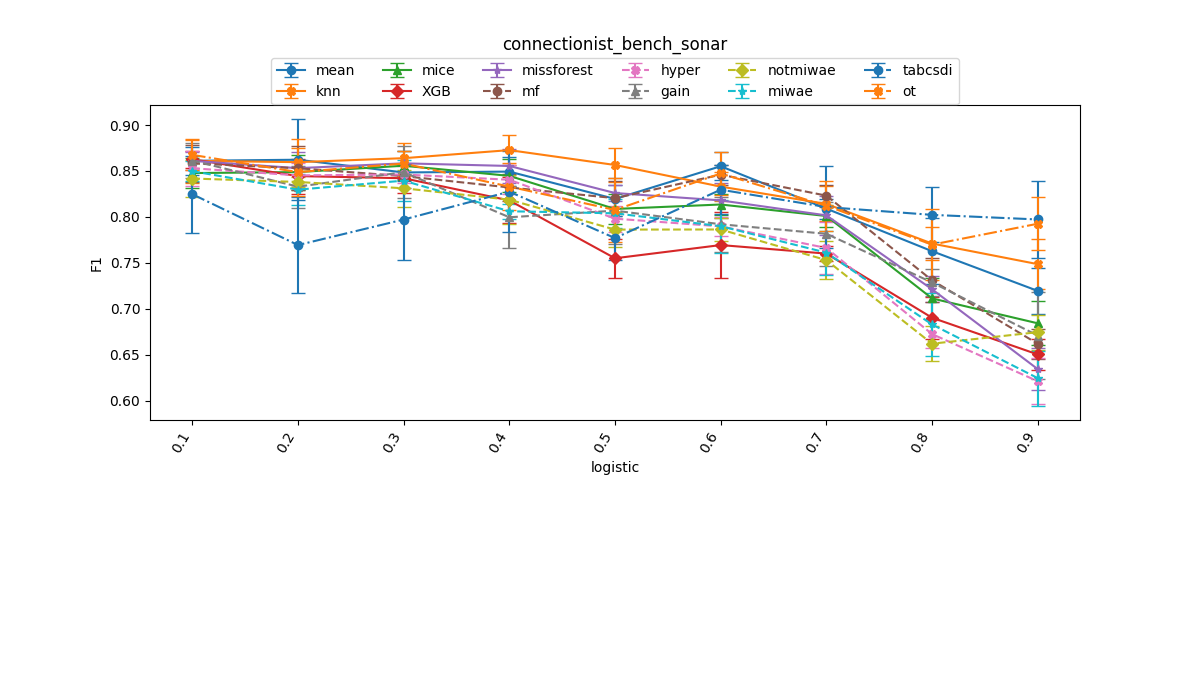 connectionist_bench_sonar
mean mice missforest hyper notmiwae tabcsdi
knn XGB mf gain miwae ot
0.90
0.85
0.80
0.75
0.70
0.65
0.60
F1
0.1 0.2 0.3 0.4 0.5 0.6 0.7 0.8 0.9
logistic